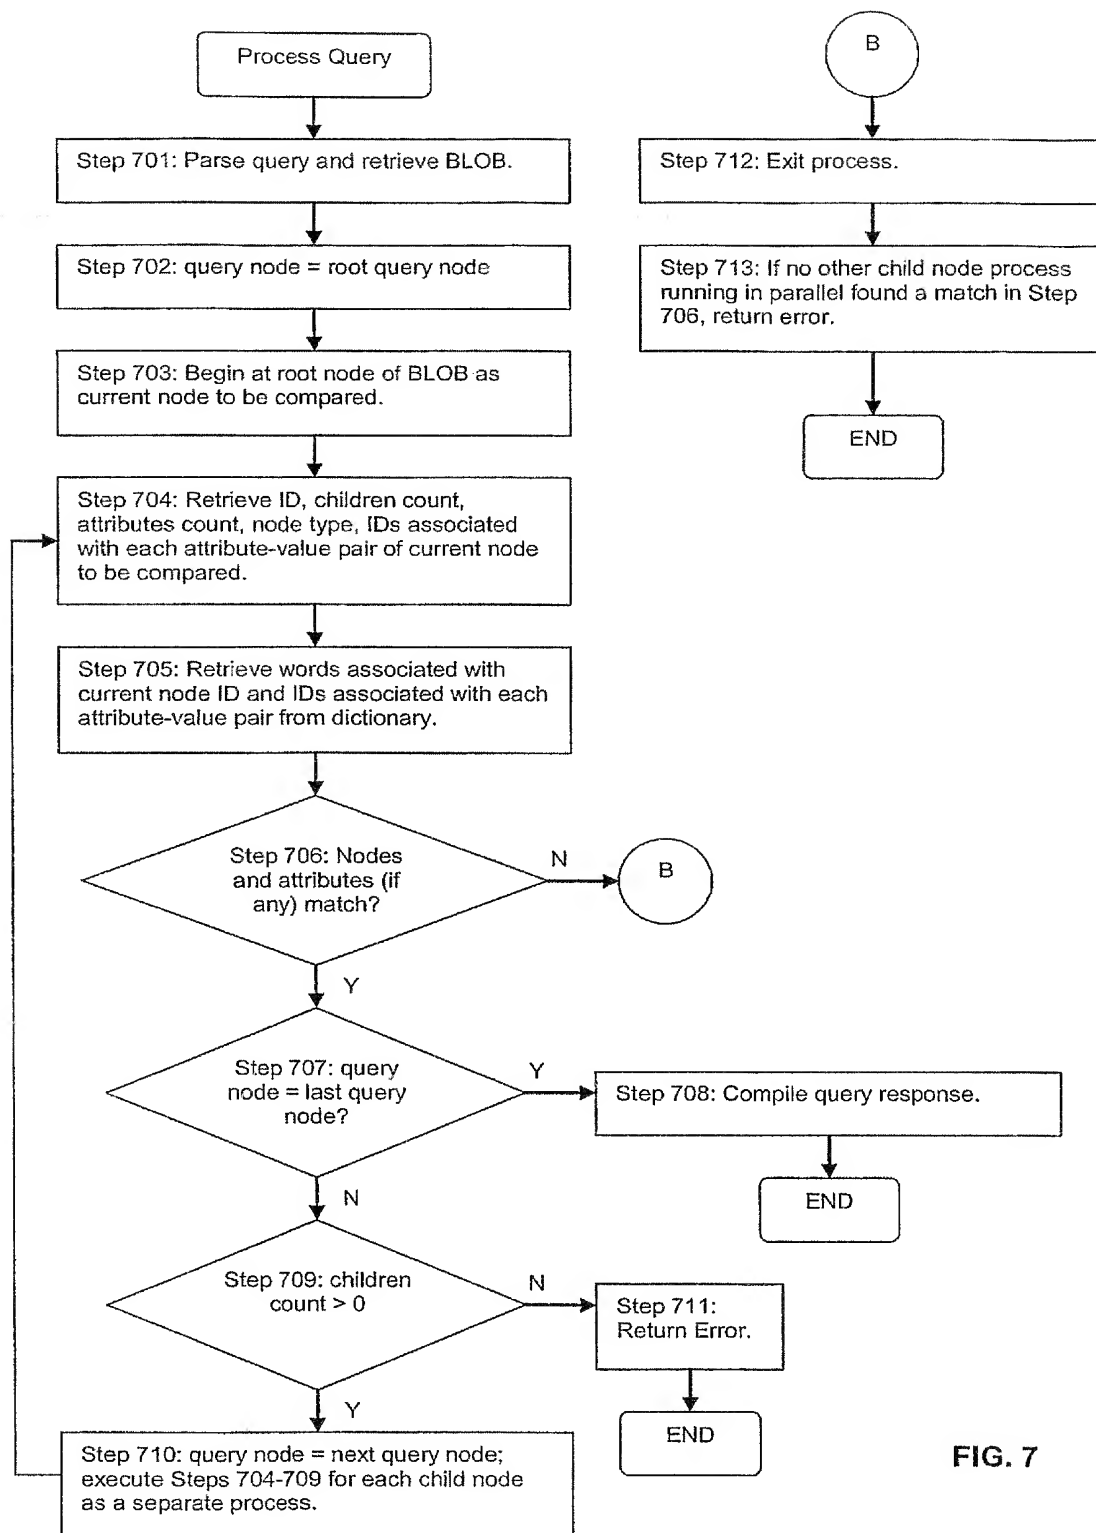 Process Query
Step 701: Parse query and retrieve BLOB.
Step 702: query node = root query node
Step 703: Begin at root node of BLOB as
current node to be compared.
Step 704: Retrieve ID, children count,
attributes count, node type, IDs associated
with each attribute-value pair of current node
to be compared.
Step 705: Retrieve words associated with
current node ID and IDs associated with each
attribute-value pair from dictionary.
Step 706: Nodes
and attributes (if
any) match?
N
B
Y
Step 707: query
node = last query
node?
Y
Step 708: Compile query response.
END
N
Step 709: children
count > 0
N
Step 711:
Return Error.
END
Y
Step 710: query node = next query node;
execute Steps 704-709 for each child node
as a separate process.
B
Step 712: Exit process.
Step 713: If no other child node process
running in parallel found a match in Step
706, return error.
END
FIG. 7